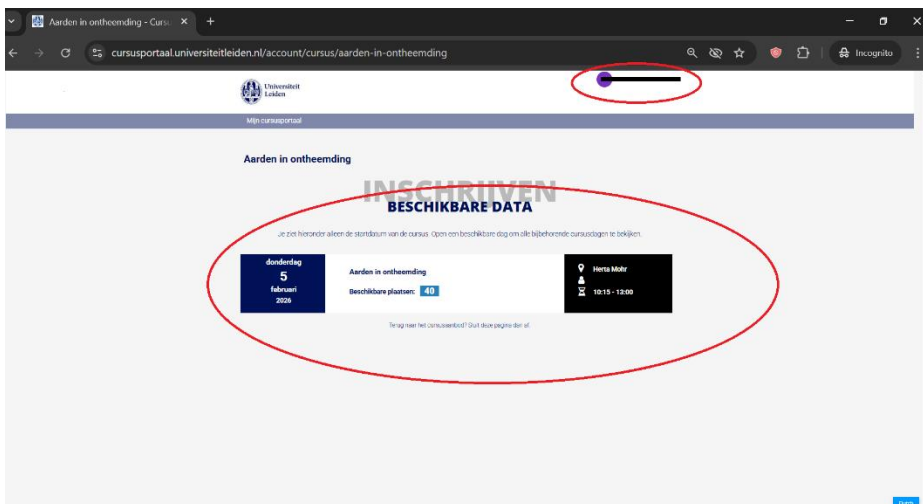 Aarden in ontheemding - Cursu
cursusportaal.universiteitleiden.nl/account/cursus/aarden-in-ontheemding
Incognito
Universiteit
Leiden
Mijn cursusportaal
Aarden in ontheemding
INSCHRIJVEN
BESCHIKBARE DATA
Je ziet hieronder alleen de startdatum van de cursus. Open een beschikbare dag om alle bijbehorende cursusdagen te bekijken.
donderdag
5
februari
2026
Aarden in ontheemding
Beschikbare plaatsen: 40
Herta Mohr
10:15 - 13:00
Terug naar het cursusaanbod? Sluit deze pagina dan af.